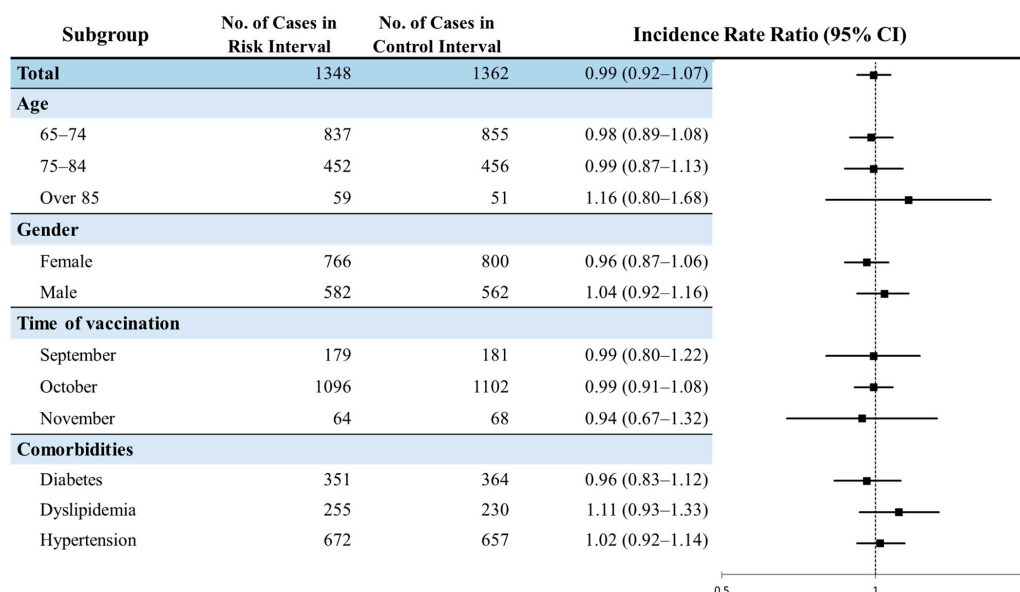 Subgroup No. of Cases in Risk Interval No. of Cases in Control Interval Incidence Rate Ratio (95% CI)
Total 1348 1362 0.99 (0.92–1.07)
Age
65–74 837 855 0.98 (0.89–1.08)
75–84 452 456 0.99 (0.87–1.13)
Over 85 59 51 1.16 (0.80–1.68)
Gender
Female 766 800 0.96 (0.87–1.06)
Male 582 562 1.04 (0.92–1.16)
Time of vaccination
September 179 181 0.99 (0.80–1.22)
October 1096 1102 0.99 (0.91–1.08)
November 64 68 0.94 (0.67–1.32)
Comorbidities
Diabetes 351 364 0.96 (0.83–1.12)
Dyslipidemia 255 230 1.11 (0.93–1.33)
Hypertension 672 657 1.02 (0.92–1.14)
0.5 1